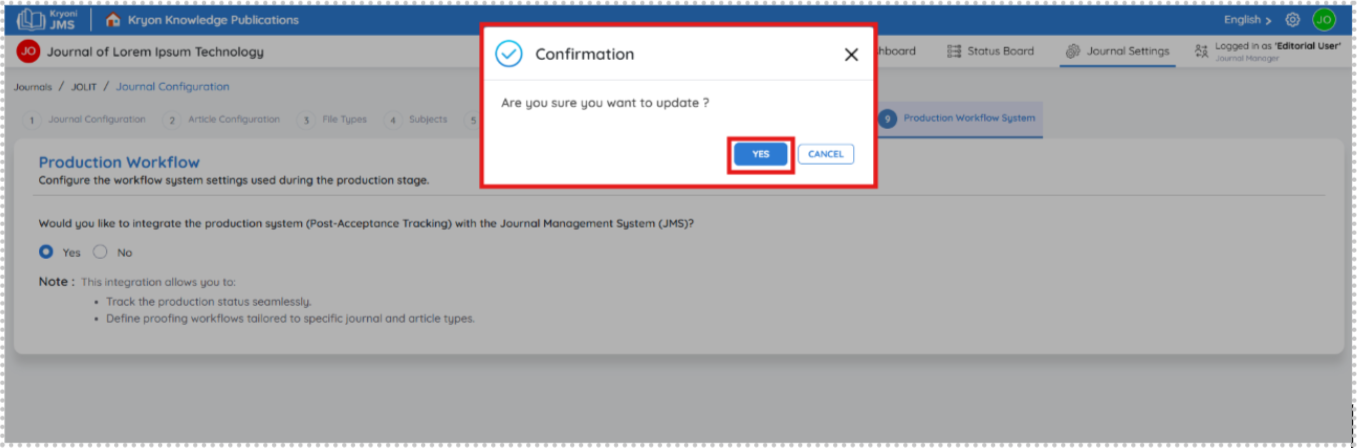 Kryoni
JMS
Kryon Knowledge Publications
English >
JO
JO
Journal of Lorem Ipsum Technology
hboard
Status Board
Journal Settings
Logged in as 'Editorial User'
Journal Manager
Confirmation
Are you sure you want to update ?
YES
CANCEL
Journals / JOLIT / Journal Configuration
1 Journal Configuration
2 Article Configuration
3 File Types
4 Subjects
5
9 Production Workflow System
Production Workflow
Configure the workflow system settings used during the production stage.
Would you like to integrate the production system (Post-Acceptance Tracking) with the Journal Management System (JMS)?
Yes
No
Note : This integration allows you to:
• Track the production status seamlessly.
• Define proofing workflows tailored to specific journal and article types.